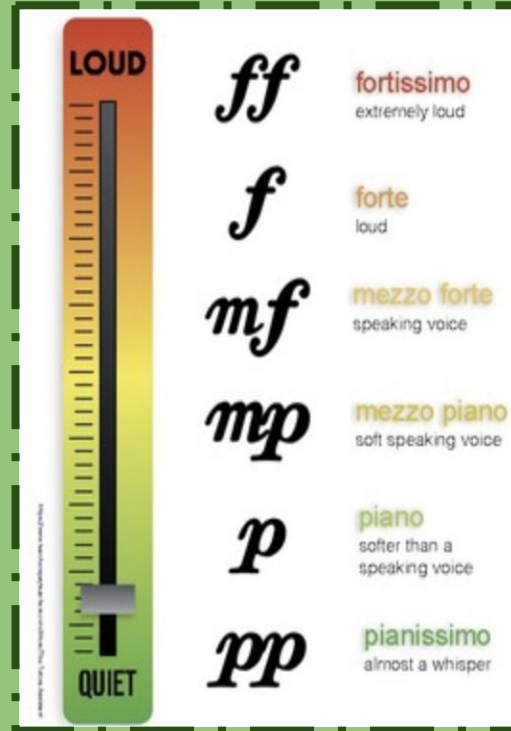 LOUD
ff
fortissimo
extremely loud
f
forte
loud
mf
mezzo forte
speaking voice
mp
mezzo piano
soft speaking voice
p
piano
softer than a
speaking voice
pp
pianissimo
almost a whisper
QUIET